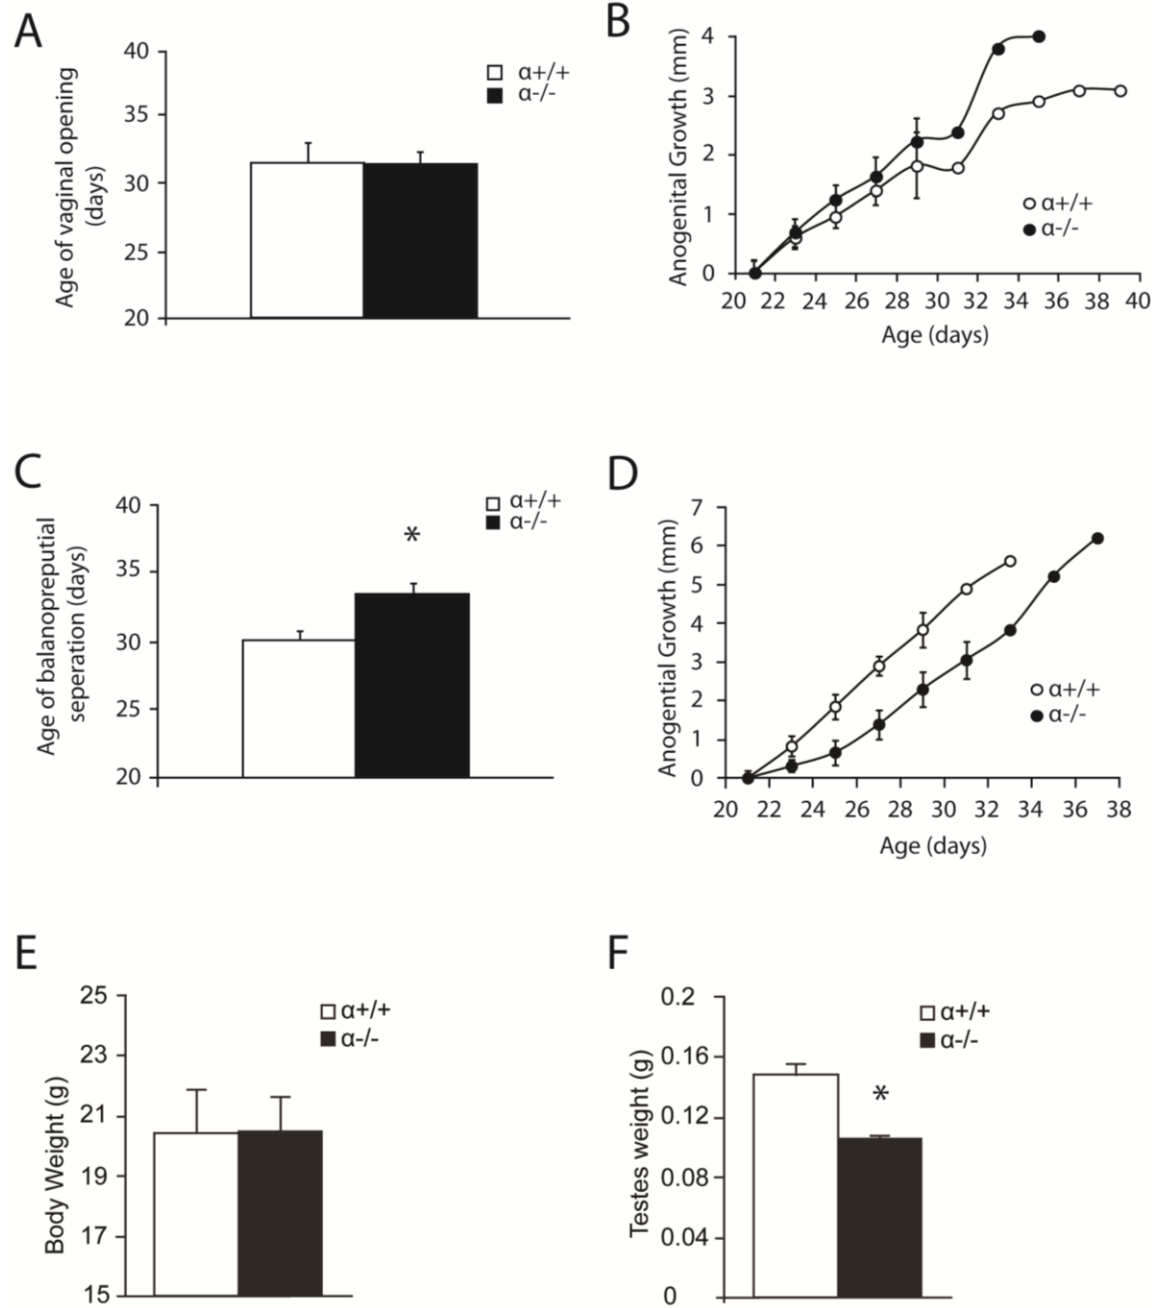 A
40
35
30
25
20
Age of vaginal opening
(days)
α+/+
α-/-
B
4
3
2
1
0
Anogenital Growth (mm)
α+/+
α-/-
20 22 24 26 28 30 32 34 36 38 40
Age (days)
C
40
35
30
25
20
Age of balanopreputial
seperation (days)
α+/+
α-/-
*
D
7
6
5
4
3
2
1
0
Anogential Growth (mm)
α+/+
α-/-
20 22 24 26 28 30 32 34 36 38
Age (days)
E
25
23
21
19
17
15
Body Weight (g)
α+/+
α-/-
F
0.2
0.16
0.12
0.08
0.04
0
Testes weight (g)
α+/+
α-/-
*